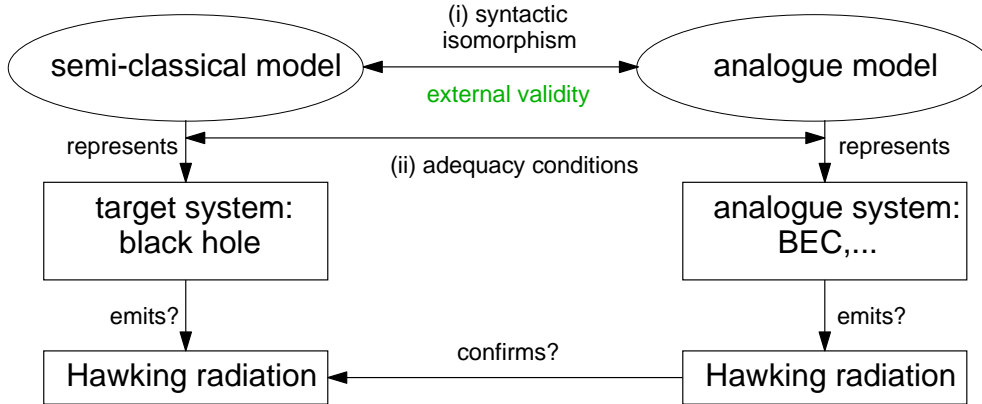 (i) syntactic
isomorphism
semi-classical model
analogue model
external validity
represents
(ii) adequacy conditions
represents
target system:
black hole
analogue system:
BEC,...
emits?
emits?
confirms?
Hawking radiation
Hawking radiation